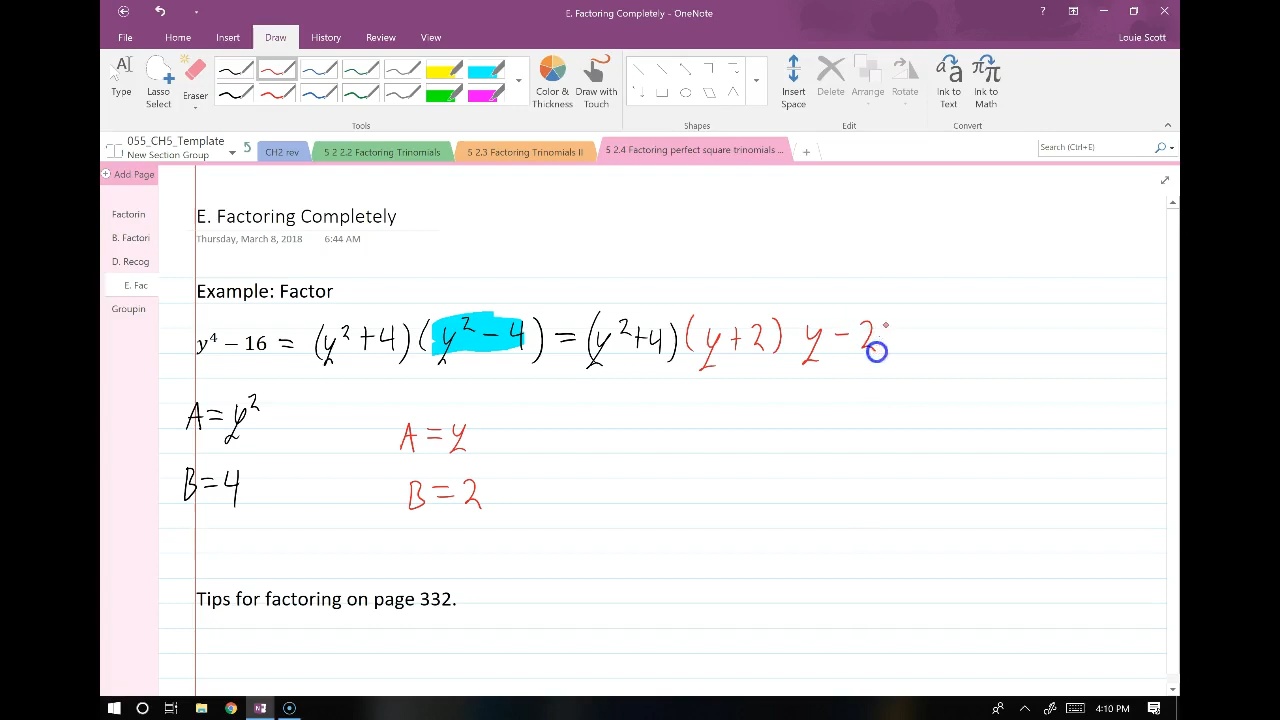 E. Factoring Completely - OneNote
Louie Scott
File Home Insert Draw History Review View
Type
Lasso Select
Eraser
Color & Thickness
Draw with Touch
Insert Space
Delete
Arrange
Rotate
Ink to Text
Ink to Math
Tools Shapes Edit Convert
055_CH5_Template
New Section Group
CH2 rev
5 2 2.2 Factoring Trinomials
5 2.3 Factoring Trinomials II
5 2.4 Factoring perfect square trinomials ...
Search (Ctrl+E)
Add Page
Factorin
B. Factori
D. Recog
E. Fac
Groupin
E. Factoring Completely
Thursday, March 8, 2018 6:44 AM
Example: Factor
y⁴ − 16 = (y² + 4)(y² − 4) = (y² + 4)(y + 2) y − 2
A = y²
B = 4
A = y
B = 2
Tips for factoring on page 332.
4:10 PM